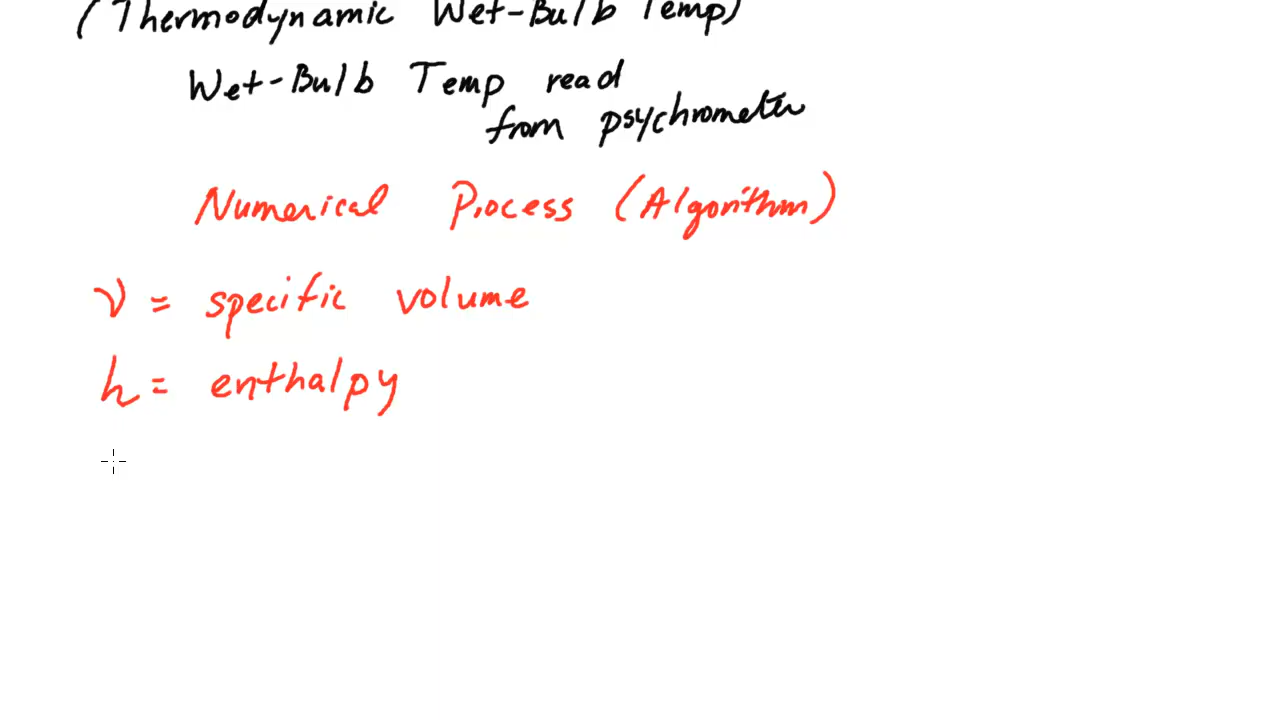 (Thermodynamic Wet-Bulb Temp)
Wet-Bulb Temp read
from psychrometer
Numerical Process (Algorithm)
ν = specific volume
h = enthalpy